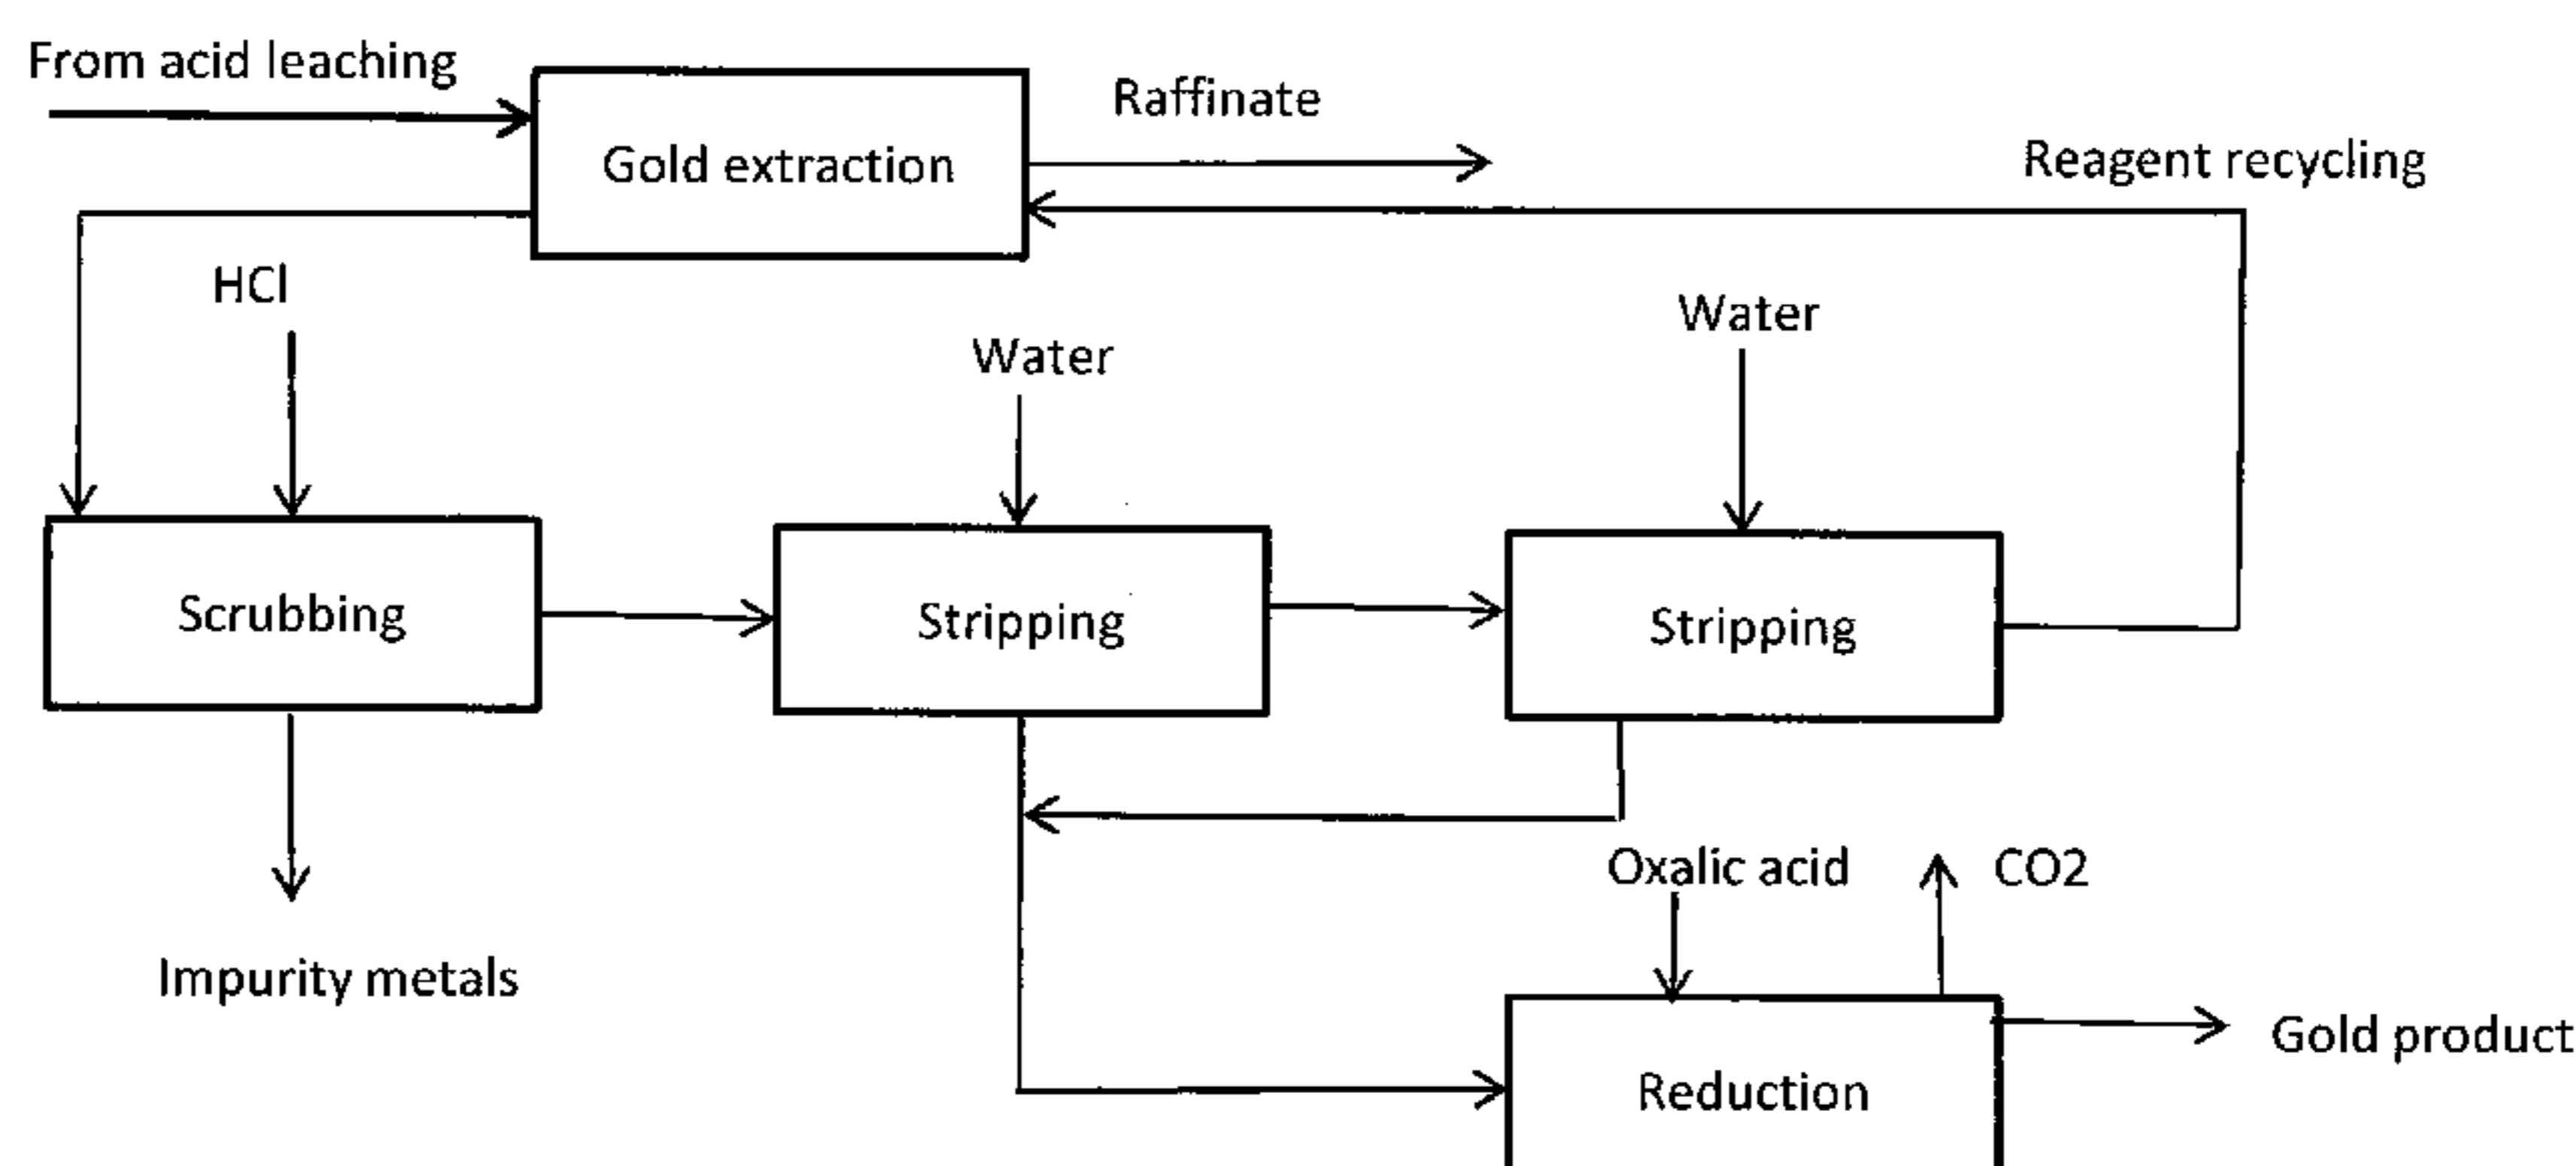 From acid leaching
Gold extraction
Raffinate
Reagent recycling
HCl
Water
Water
Scrubbing
Stripping
Stripping
Impurity metals
Oxalic acid
CO2
Reduction
Gold product